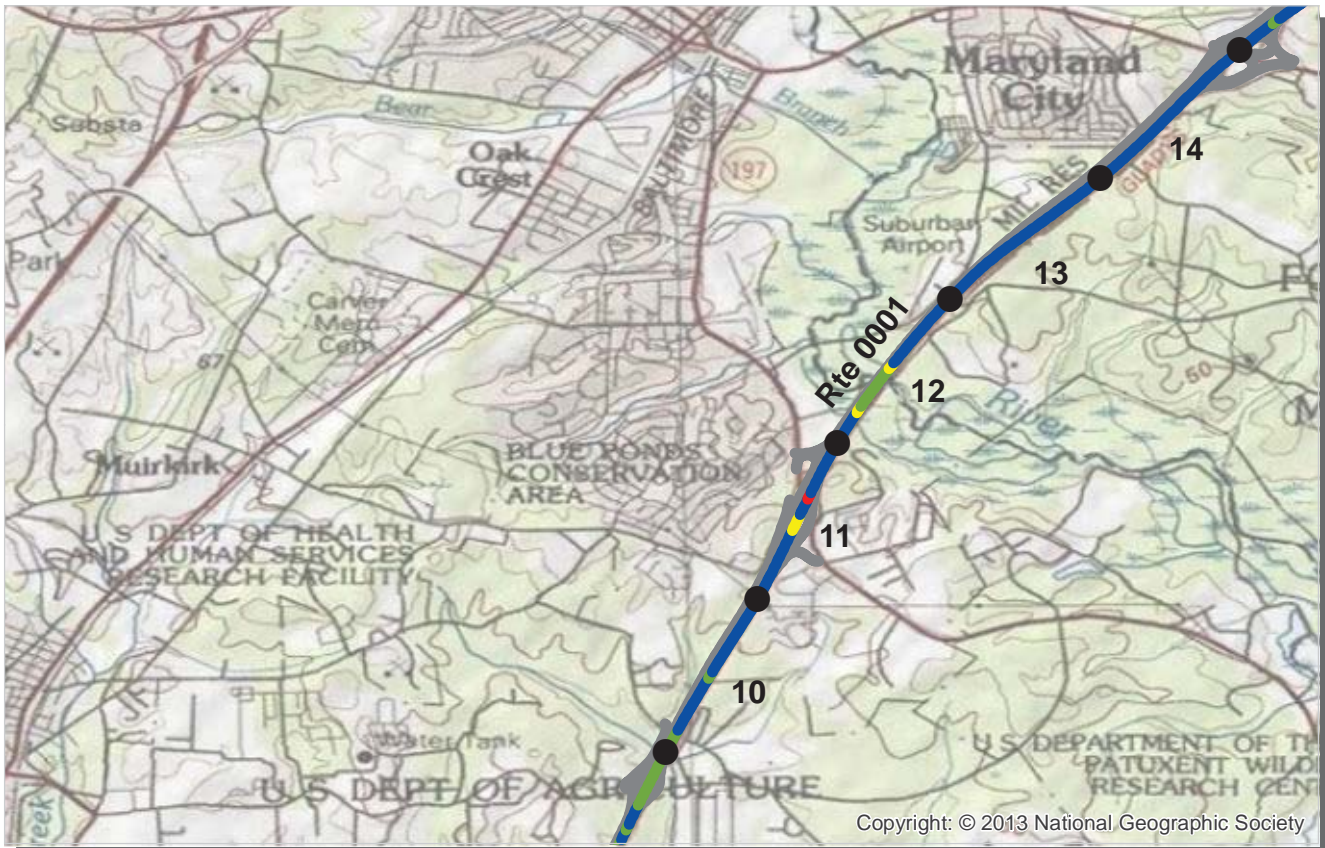 Maryland
City
Bear
Branch
Substa
Oak
Crest
BALTIMORE
197
14
MIL RES
Suburban
Airport
13
Park
Carver
Mem
Cem
67
Rte 0001
12
50
River
Muirkirk
BLUE PONDS
CONSERVATION
AREA
11
U S DEPT OF HEALTH
AND HUMAN SERVICES
RESEARCH FACILITY
10
Water Tank
U S DEPT OF AGRICULTURE
U S DEPARTMENT OF TH
PATUXENT WILD
RESEARCH CEN
reek
Copyright: © 2013 National Geographic Society